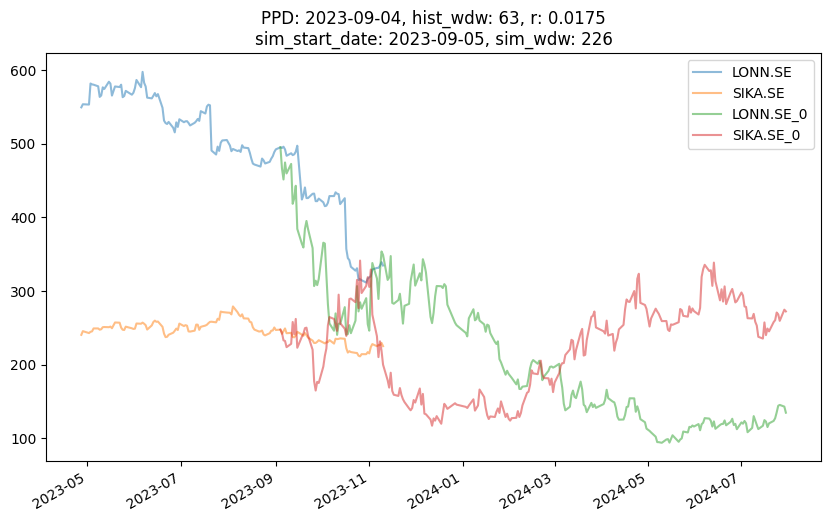 PPD: 2023-09-04, hist_wdw: 63, r: 0.0175
sim_start_date: 2023-09-05, sim_wdw: 226
LONN.SE
SIKA.SE
LONN.SE_0
SIKA.SE_0
600
500
400
300
200
100
2023-05
2023-07
2023-09
2023-11
2024-01
2024-03
2024-05
2024-07